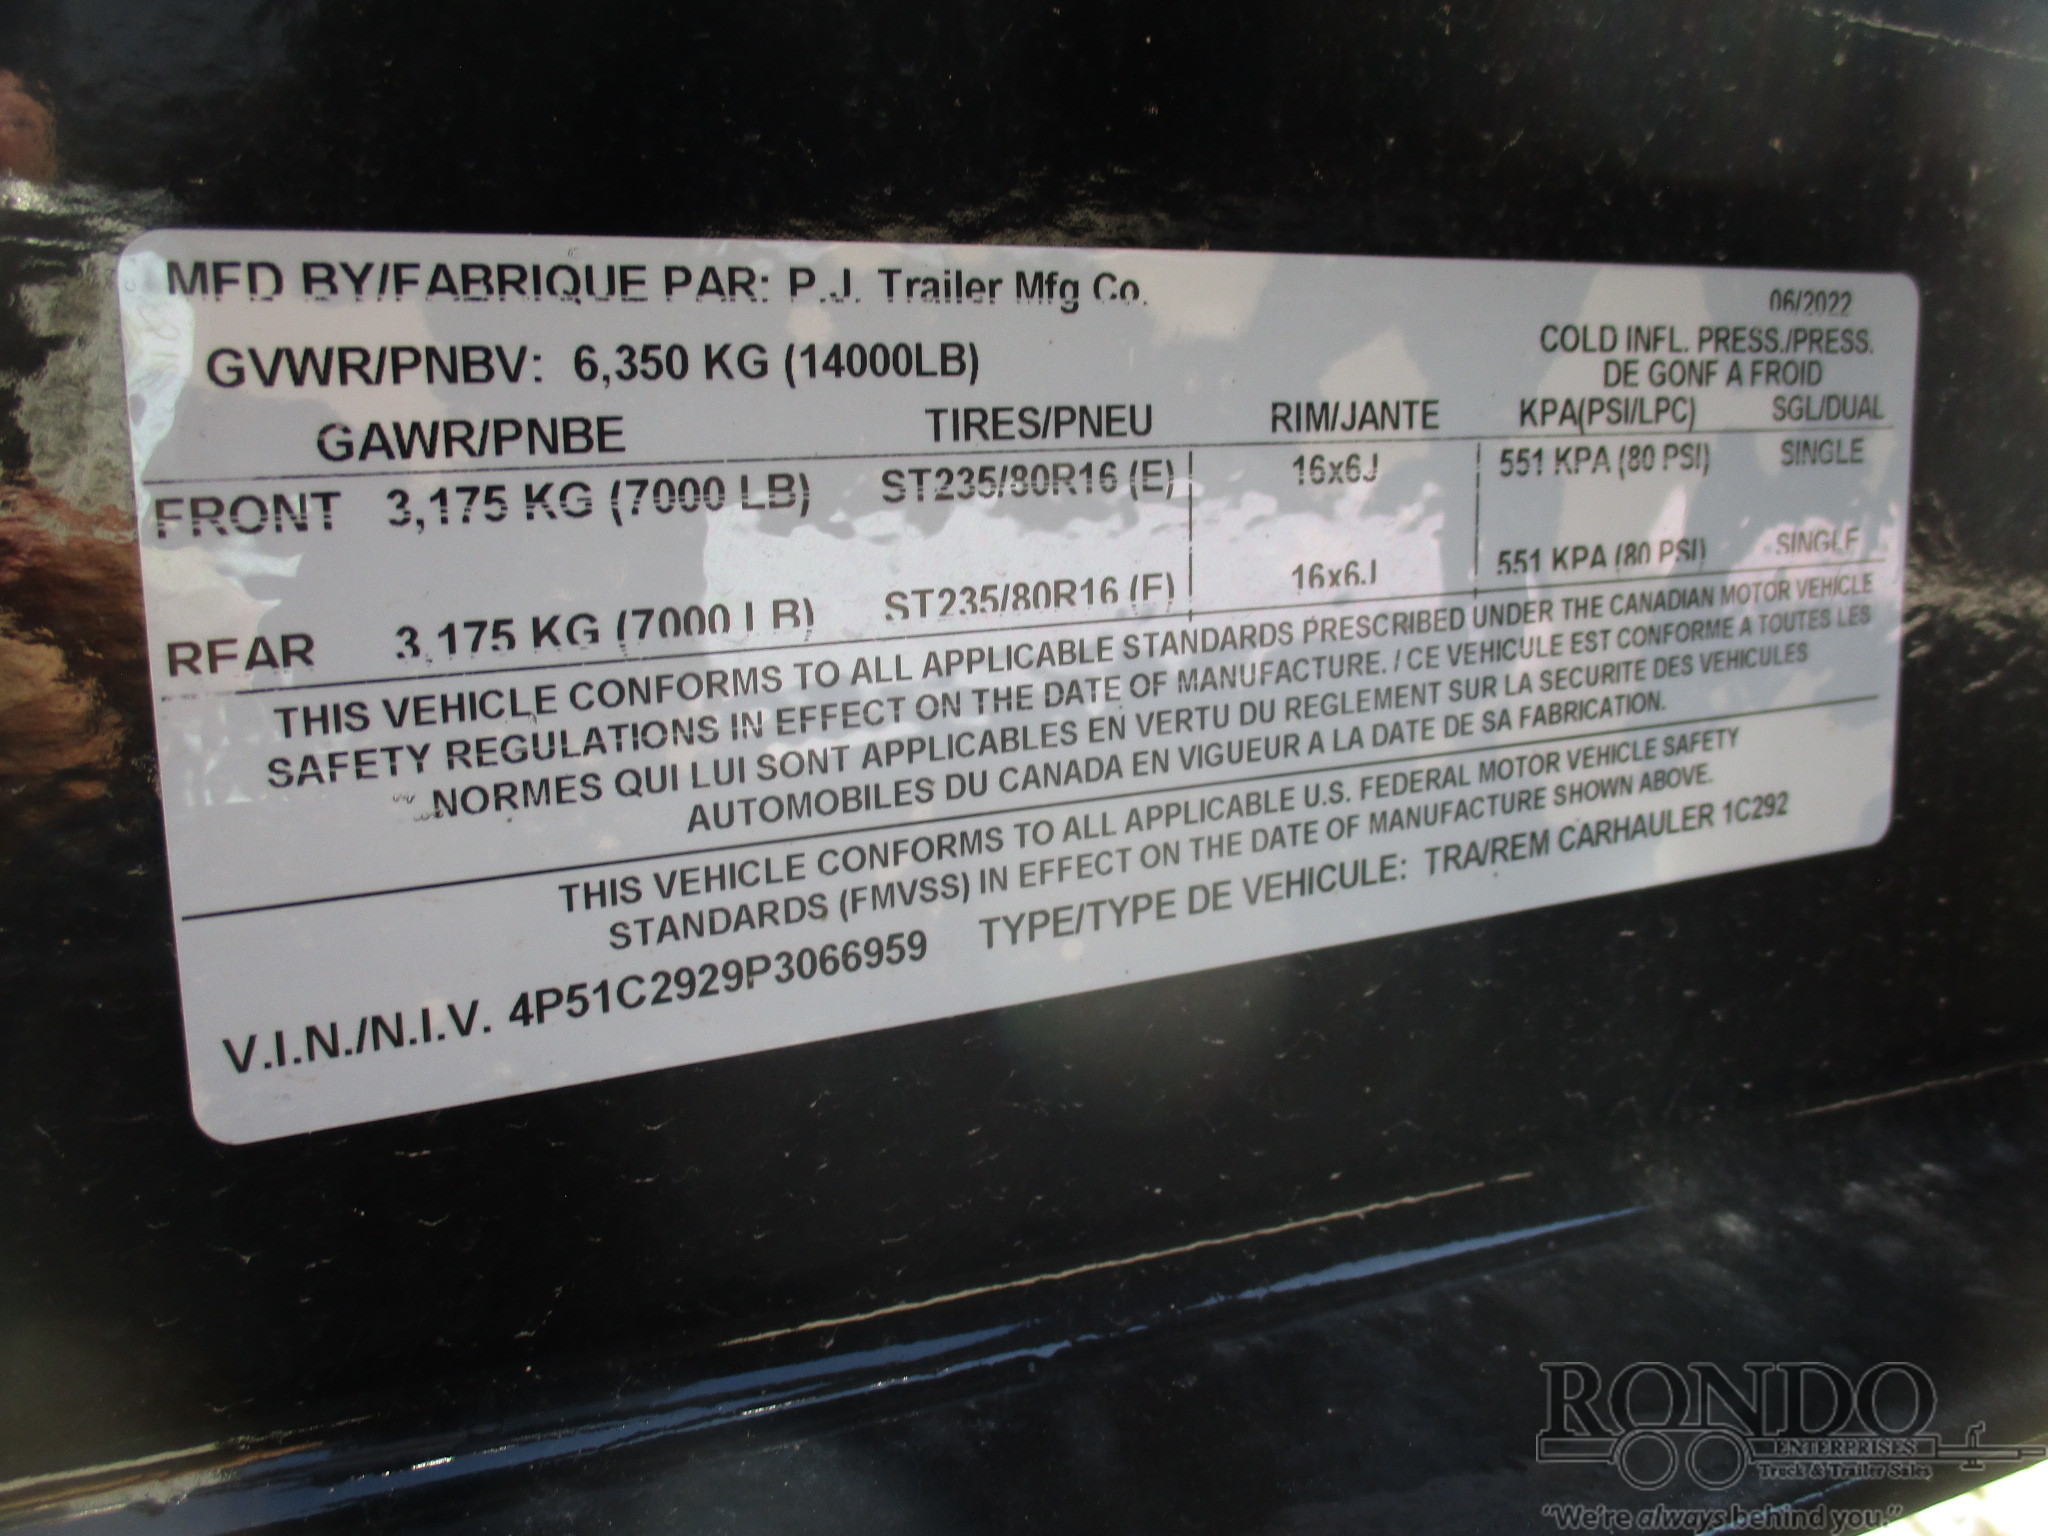 MFD BY/FABRIQUE PAR: P.J. Trailer Mfg Co.
06/2022
GVWR/PNBV: 6,350 KG (14000LB)
COLD INFL. PRESS./PRESS.
DE GONF A FROID
GAWR/PNBE TIRES/PNEU RIM/JANTE KPA(PSI/LPC) SGL/DUAL
FRONT 3,175 KG (7000 LB) ST235/80R16 (E) 16x6J 551 KPA (80 PSI) SINGLE
REAR 3,175 KG (7000 LB) ST235/80R16 (E) 16x6J 551 KPA (80 PSI) SINGLE
THIS VEHICLE CONFORMS TO ALL APPLICABLE STANDARDS PRESCRIBED UNDER THE CANADIAN MOTOR VEHICLE
SAFETY REGULATIONS IN EFFECT ON THE DATE OF MANUFACTURE. / CE VEHICULE EST CONFORME A TOUTES LES
NORMES QUI LUI SONT APPLICABLES EN VERTU DU REGLEMENT SUR LA SECURITE DES VEHICULES
AUTOMOBILES DU CANADA EN VIGUEUR A LA DATE DE SA FABRICATION.
THIS VEHICLE CONFORMS TO ALL APPLICABLE U.S. FEDERAL MOTOR VEHICLE SAFETY
STANDARDS (FMVSS) IN EFFECT ON THE DATE OF MANUFACTURE SHOWN ABOVE.
V.I.N./N.I.V. 4P51C2929P3066959 TYPE/TYPE DE VEHICULE: TRA/REM CARHAULER 1C292
RONDO
ENTERPRISES
Truck & Trailer Sales
"We're always behind you."